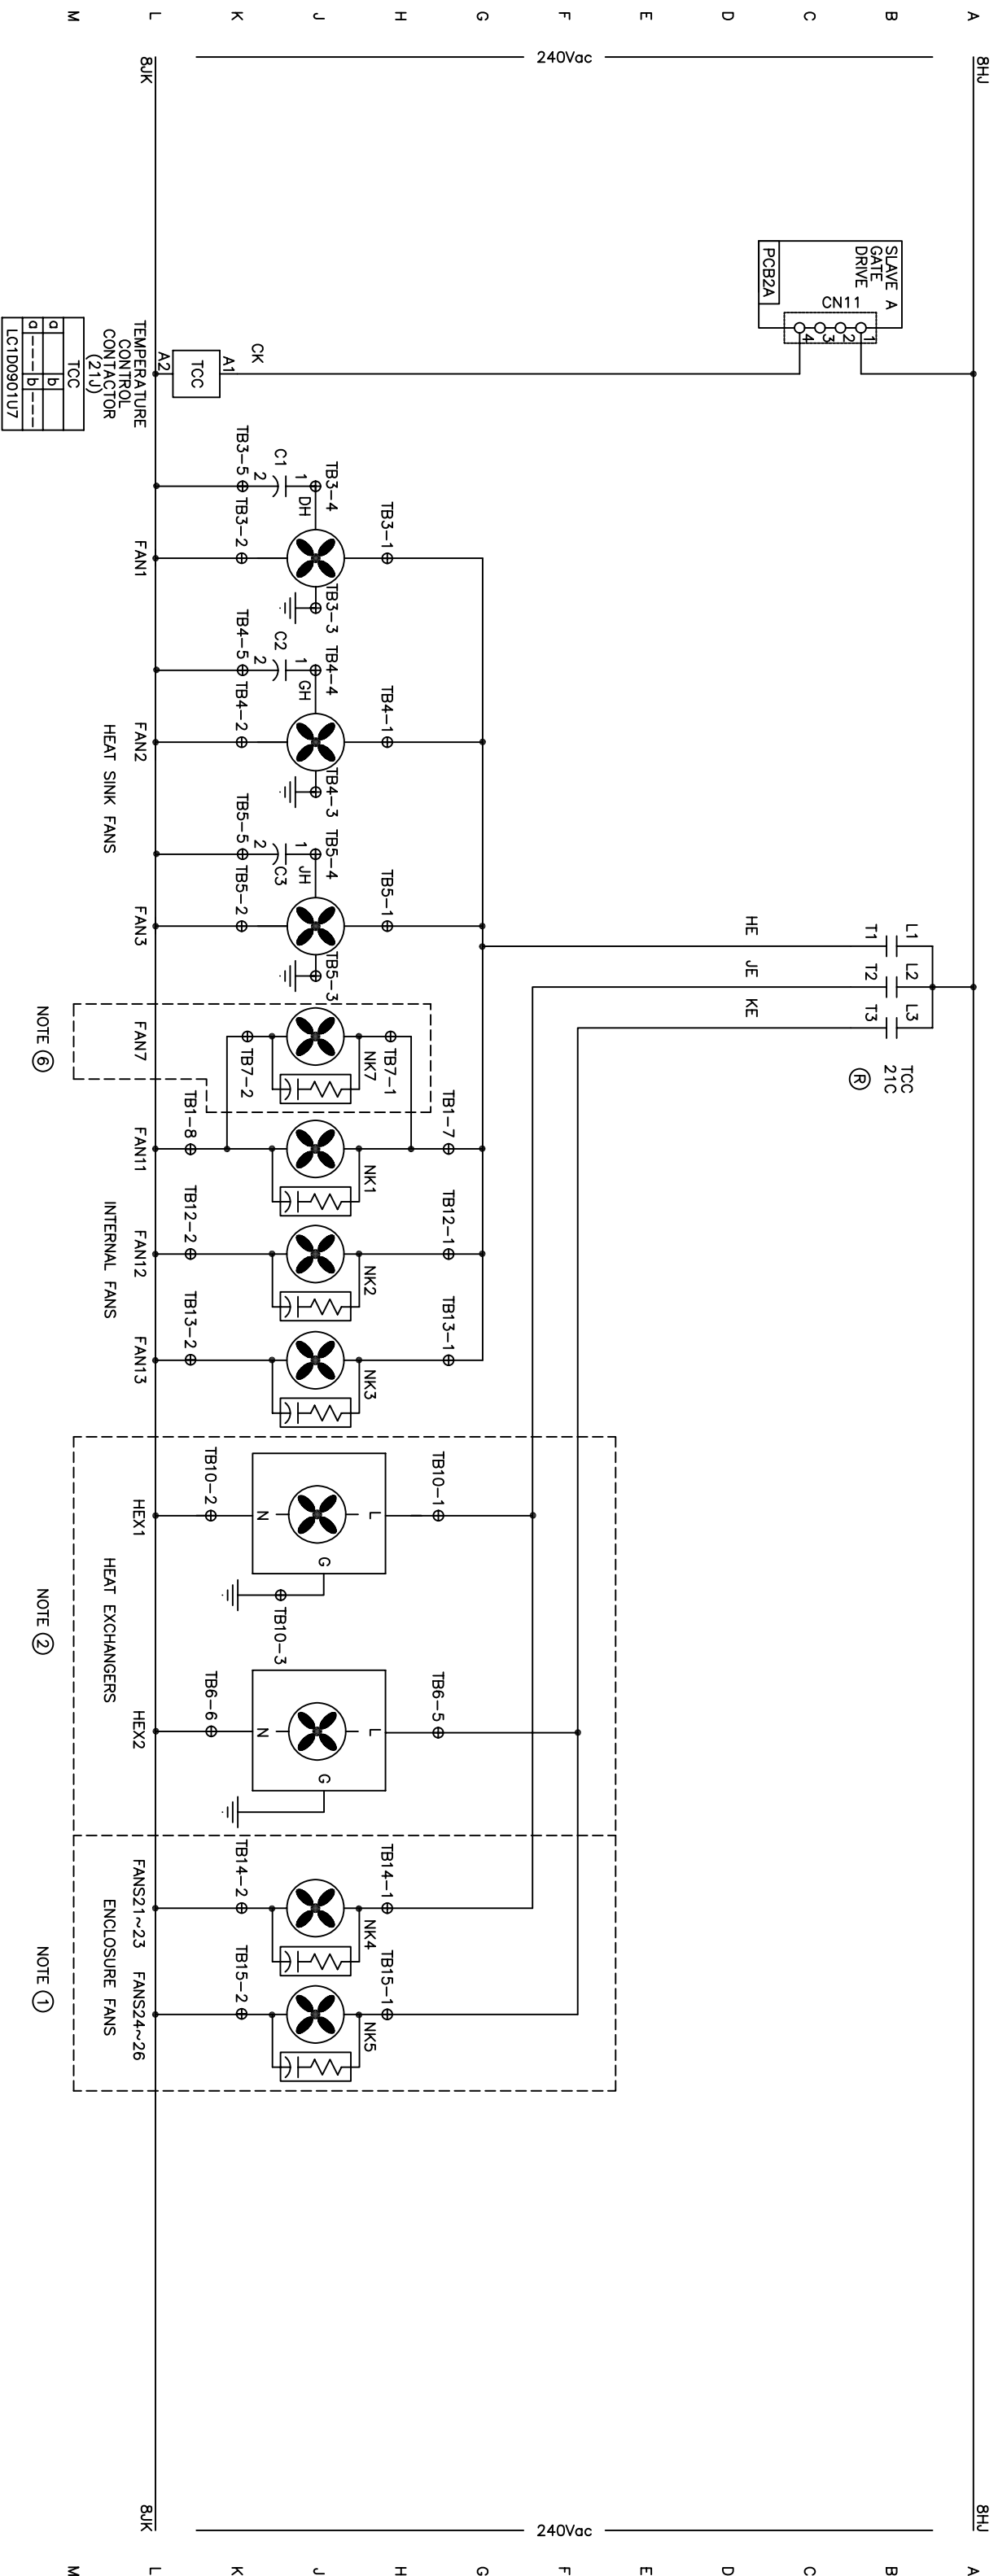 A
B
C
D
E
F
G
H
J
K
L
M
8HJ
240Vac
8JK
SLAVE A
GATE
DRIVE
PCB2A
CN11
1
2
3
4
CK
A1
TCC
A2
TEMPERATURE
CONTROL
CONTACTOR
(21J)
TCC
a b
a ---- b ----
LC1D0901U7
L1 L2 L3
T1 T2 T3
TCC
21C
R
HE JE KE
TB3-1
TB3-4
1 DH
C1
2
TB3-3
TB3-5 TB3-2
FAN1
TB4-1
TB4-4
1 GH
C2
2
TB4-3
TB4-5 TB4-2
FAN2
HEAT SINK FANS
TB5-1
TB5-4
1 JH
C3
2
TB5-3
TB5-5 TB5-2
FAN3
TB7-1
NK7
TB7-2
FAN7
NOTE 6
TB1-7
NK1
TB1-8
FAN11
TB12-1
NK2
TB12-2
FAN12
INTERNAL FANS
TB13-1
NK3
TB13-2
FAN13
TB10-1
L
G
N
TB10-3
TB10-2
HEX1
HEAT EXCHANGERS
NOTE 2
TB6-5
L
G
N
TB6-6
HEX2
TB14-1
NK4
TB14-2
FANS21~23
ENCLOSURE FANS
NOTE 1
TB15-1
NK5
TB15-2
FANS24~26
8HJ
240Vac
8JK
A
B
C
D
E
F
G
H
J
K
L
M